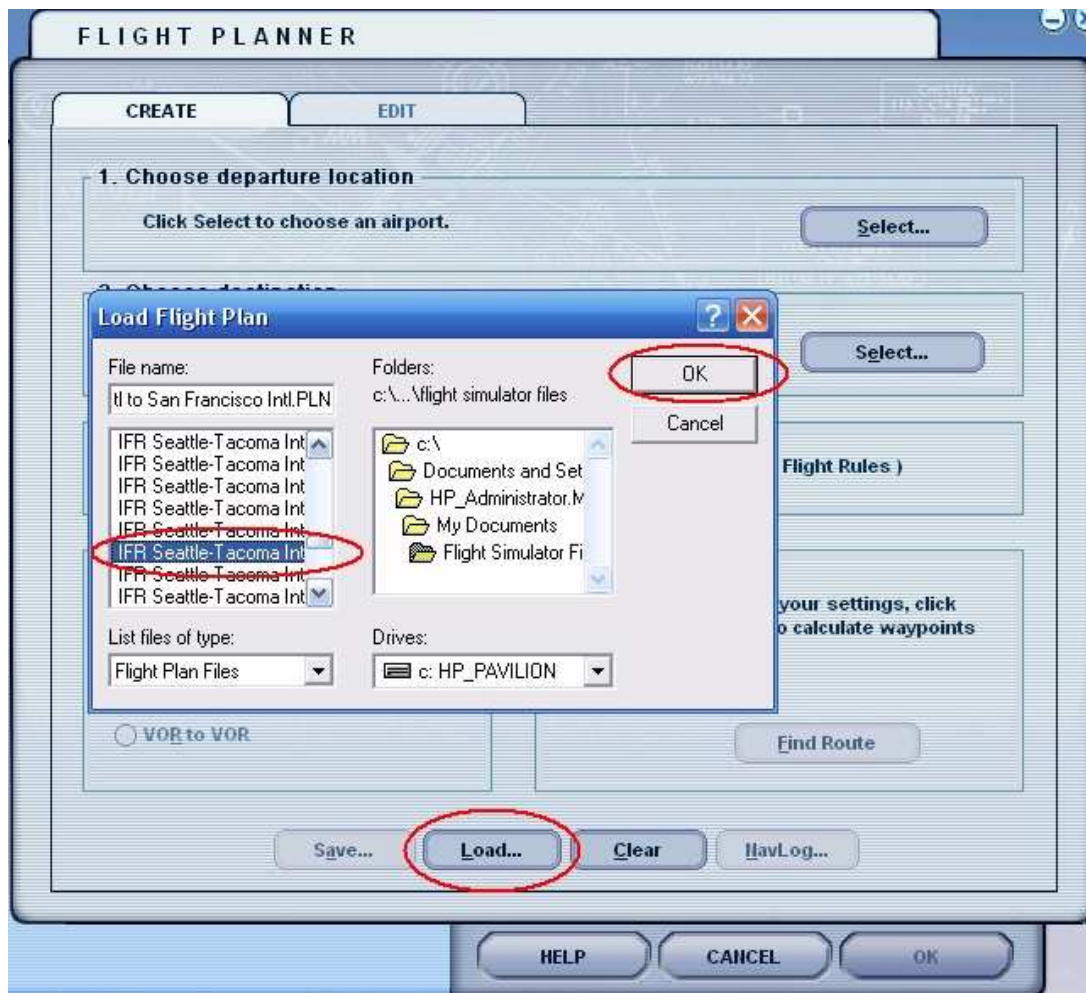 FLIGHT PLANNER
CREATE
EDIT
1. Choose departure location
Click Select to choose an airport.
Select...
2. Choose destination
Select...
Load Flight Plan
File name:
tl to San Francisco Intl.PLN
IFR Seattle-Tacoma Int
IFR Seattle-Tacoma Int
IFR Seattle-Tacoma Int
IFR Seattle-Tacoma Int
IFR Seattle-Tacoma Int
IFR Seattle-Tacoma Int
IFR Seattle-Tacoma Int
IFR Seattle-Tacoma Int
List files of type:
Flight Plan Files
Folders:
c:\...\flight simulator files
c:\
Documents and Set
HP_Administrator.M
My Documents
Flight Simulator Fi
Drives:
c: HP_PAVILION
OK
Cancel
Flight Rules )
your settings, click
o calculate waypoints
VOR to VOR
Find Route
Save...
Load...
Clear
NavLog...
HELP
CANCEL
OK